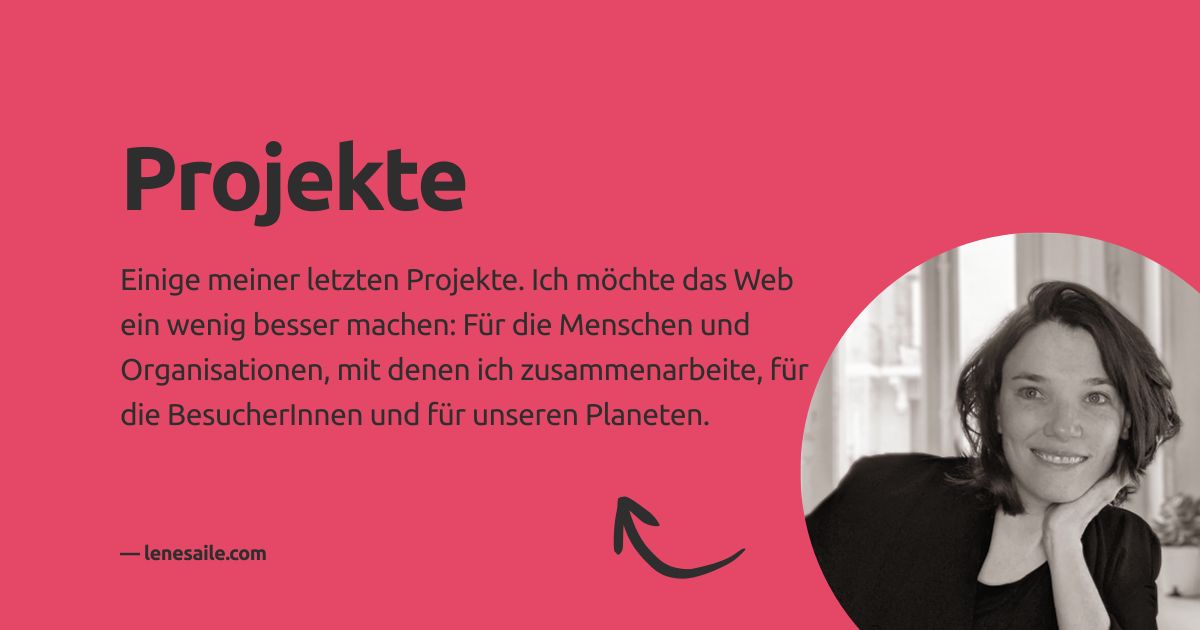 Projekte
Einige meiner letzten Projekte. Ich möchte das Web
ein wenig besser machen: Für die Menschen und
Organisationen, mit denen ich zusammenarbeite, für
die BesucherInnen und für unseren Planeten.
— lenesaile.com